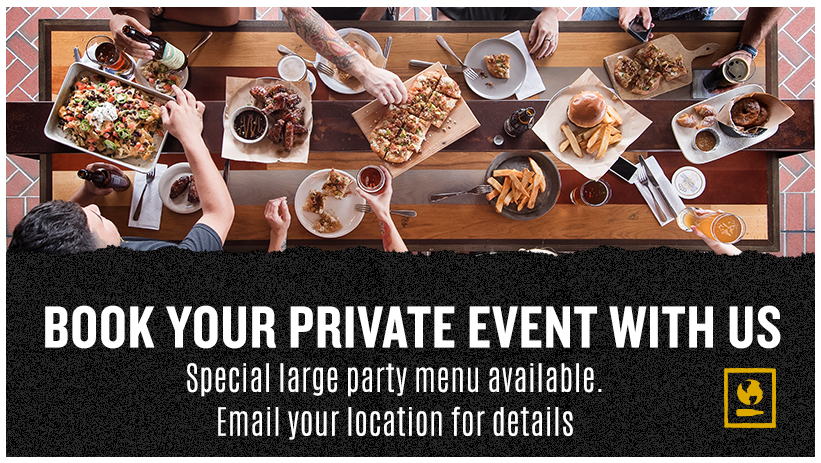 BOOK YOUR PRIVATE EVENT WITH US
Special large party menu available.
Email your location for details